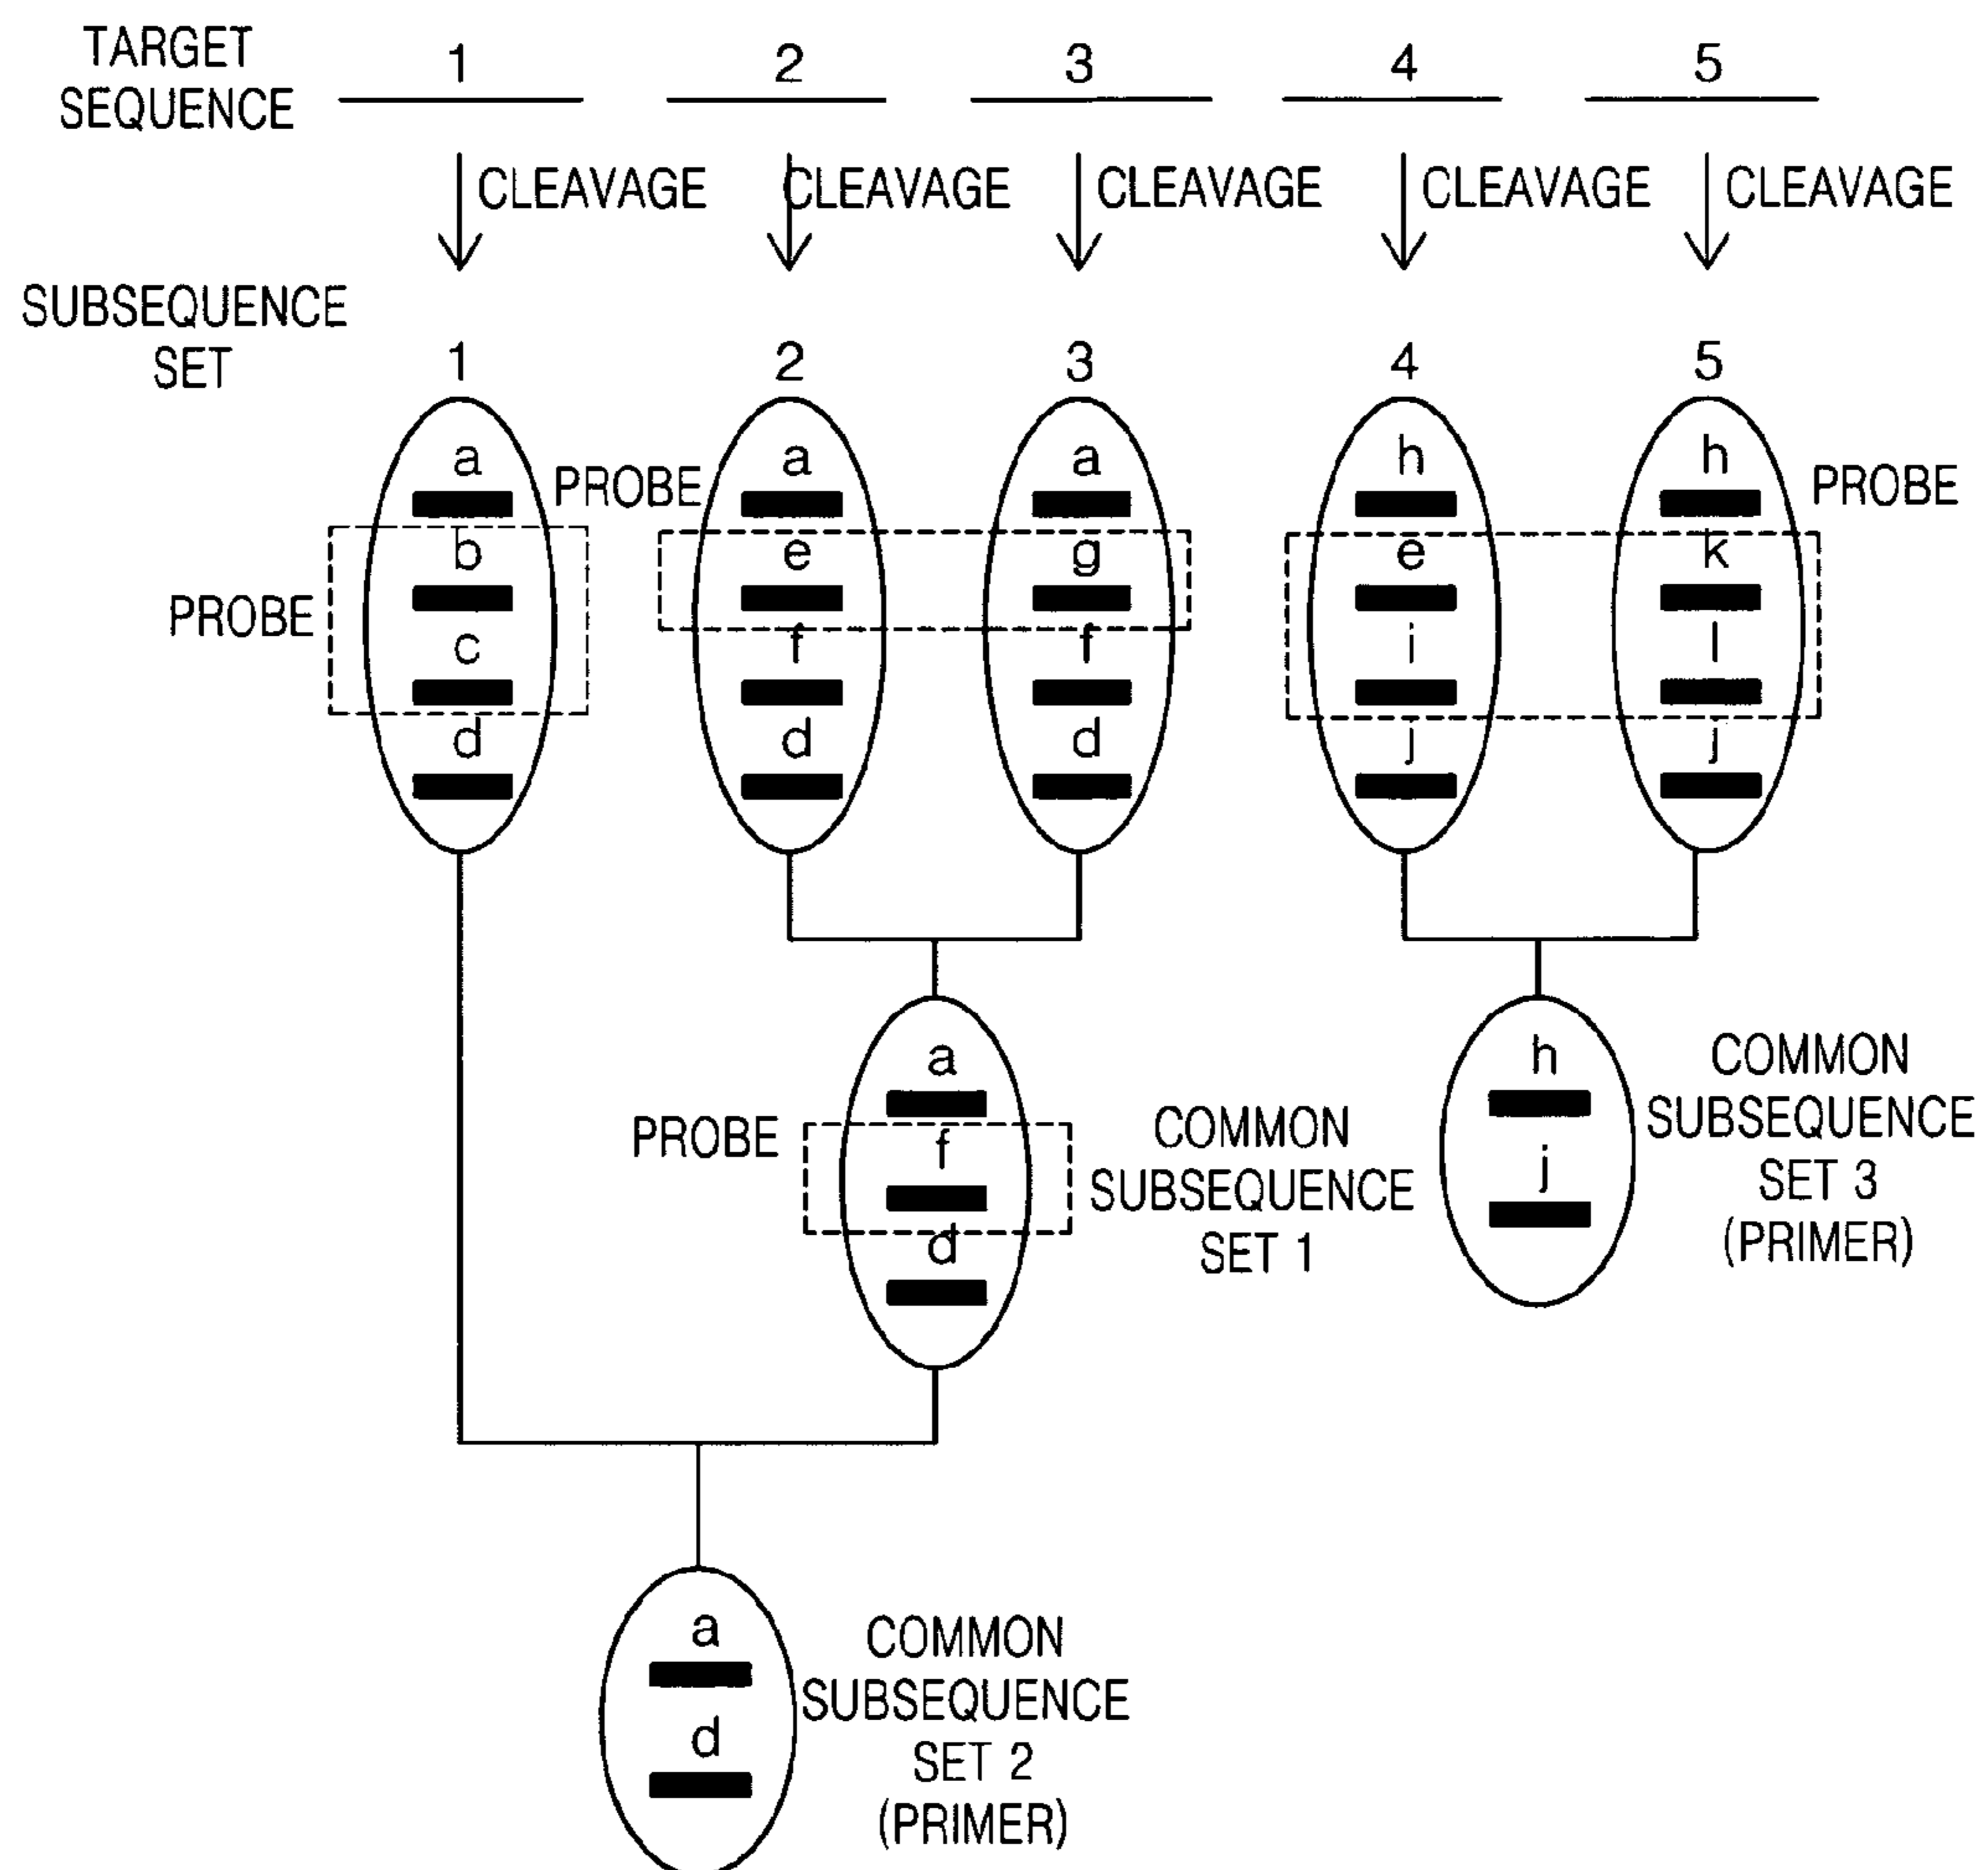 TARGET
SEQUENCE
1 2 3 4 5
CLEAVAGE CLEAVAGE CLEAVAGE CLEAVAGE CLEAVAGE
SUBSEQUENCE
SET
1 2 3 4 5
a PROBE a a h h PROBE
b e g e k
PROBE
c f f i l
d d d j j
a
PROBE
f
d
COMMON
SUBSEQUENCE
SET 1
h
j
COMMON
SUBSEQUENCE
SET 3
(PRIMER)
a
d
COMMON
SUBSEQUENCE
SET 2
(PRIMER)